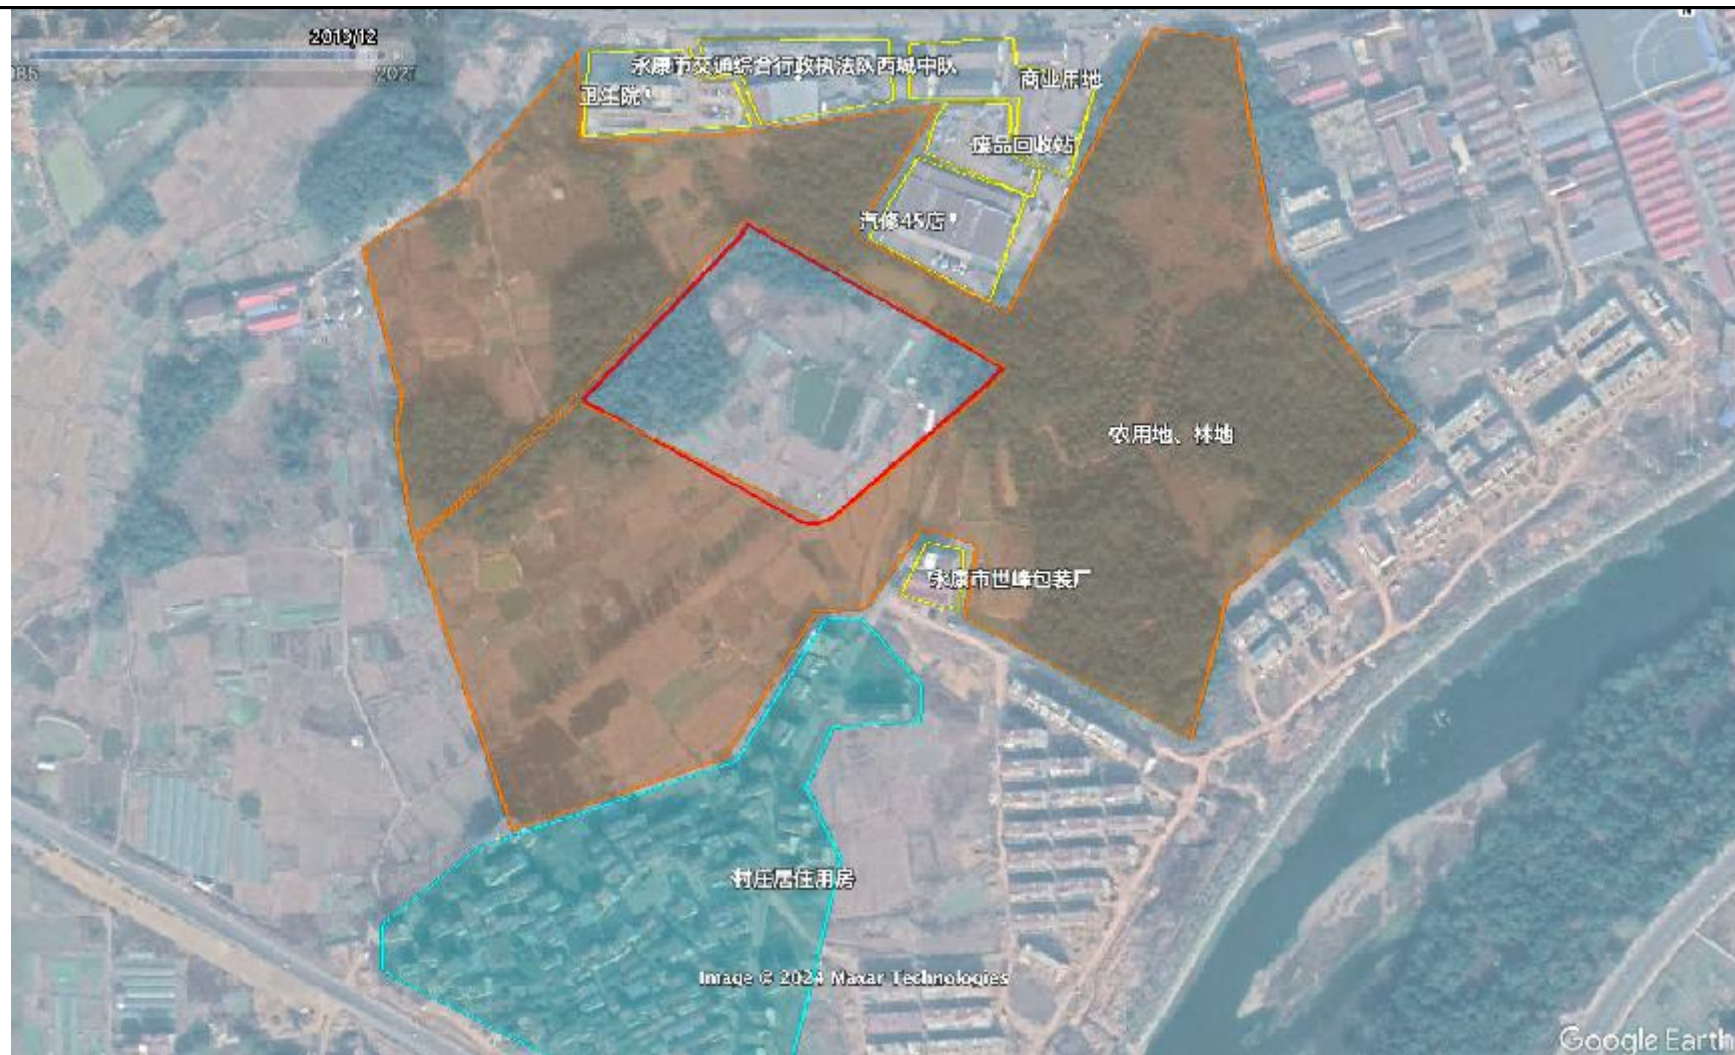 2013/12
2027
永康市交通综合行政执法队西城中队
卫生院
商业用地
废品回收站
汽修4S店
农用地、林地
永康市世峰包装厂
村庄居住用房
Image © 2024 Maxar Technologies
Google Earth